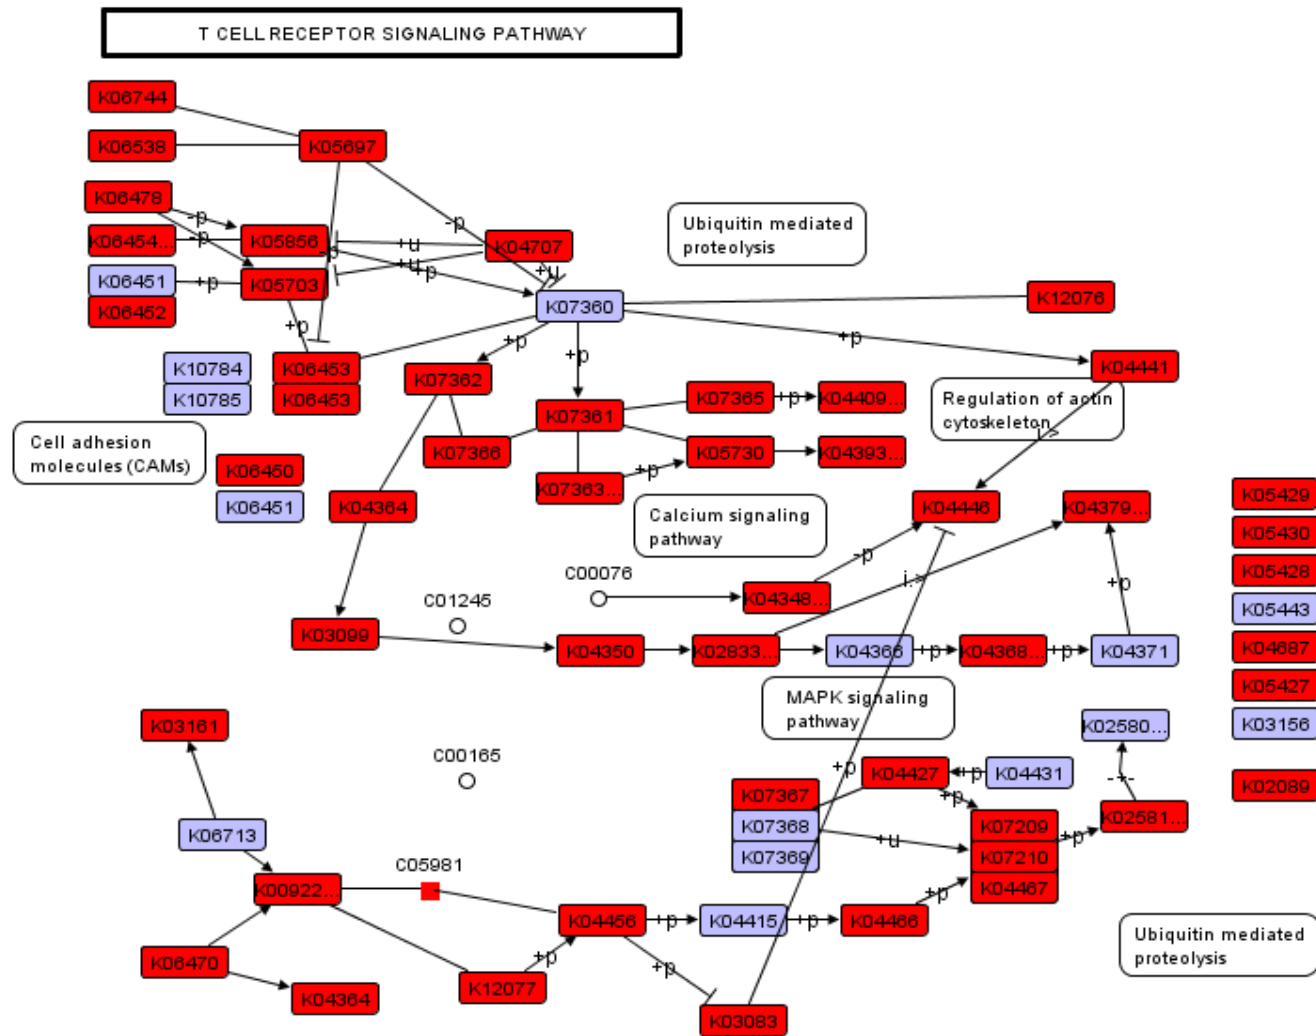 T CELL RECEPTOR SIGNALING PATHWAY
K06744
K06538
K05697
K06478
-p
-p
Ubiquitin mediated
proteolysis
K06454...
-p
K05856
-p
+u
K04707
K06451
+p
K05703
+u
+p
+u
K06452
K07360
K12076
+p
+p
+p
+p
K10784
K06453
K07362
K04441
K10785
K06453
K07365
+p
K04409...
Regulation of actin
cytoskeleton
K07361
i.>
Cell adhesion
molecules (CAMs)
K07366
K05730
K04393...
K06450
+p
K07363...
K06451
K04364
Calcium signaling
pathway
K04446
K04379...
K05429
K05430
-p
C00076
i.>
K05428
+p
K04348...
C01245
K05443
K03099
K04350
K02833...
K04366
+p
K04368...
+p
K04371
K04687
K05427
MAPK signaling
pathway
K03161
K02580...
K03156
C00165
+p
K04427
+p
K04431
-+-
K02089
K07367
+p
K02581...
K07368
K07209
+p
K06713
+u
K07369
K07210
C05981
K00922...
K04467
+p
K04456
+p
K04415
+p
K04466
Ubiquitin mediated
proteolysis
K06470
+p
+p
K12077
K04364
K03083